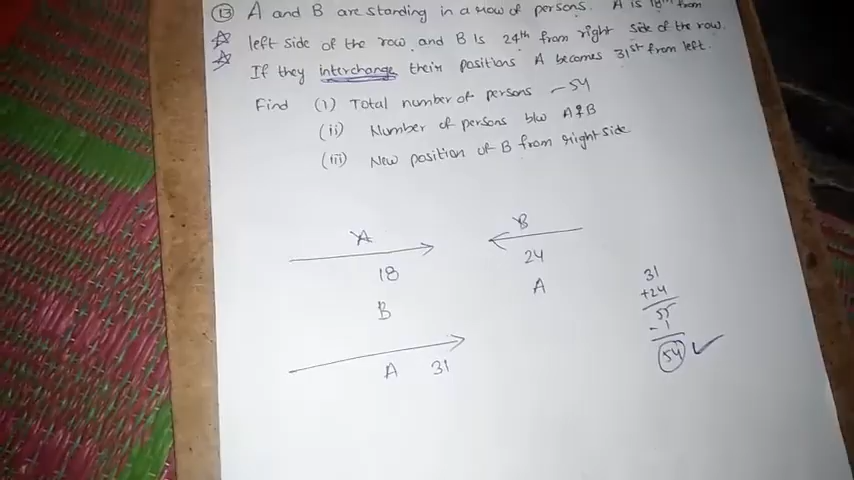 (13) A and B are standing in a row of persons. A is 18th from
left side of the row and B is 24th from right side of the row.
If they interchange their positions A becomes 31st from left.
Find (i) Total number of persons - 54
(ii) Number of persons b/w A & B
(iii) New position of B from right side
A B
18 24
B A
A 31
31
+24
55
-1
54 ✓